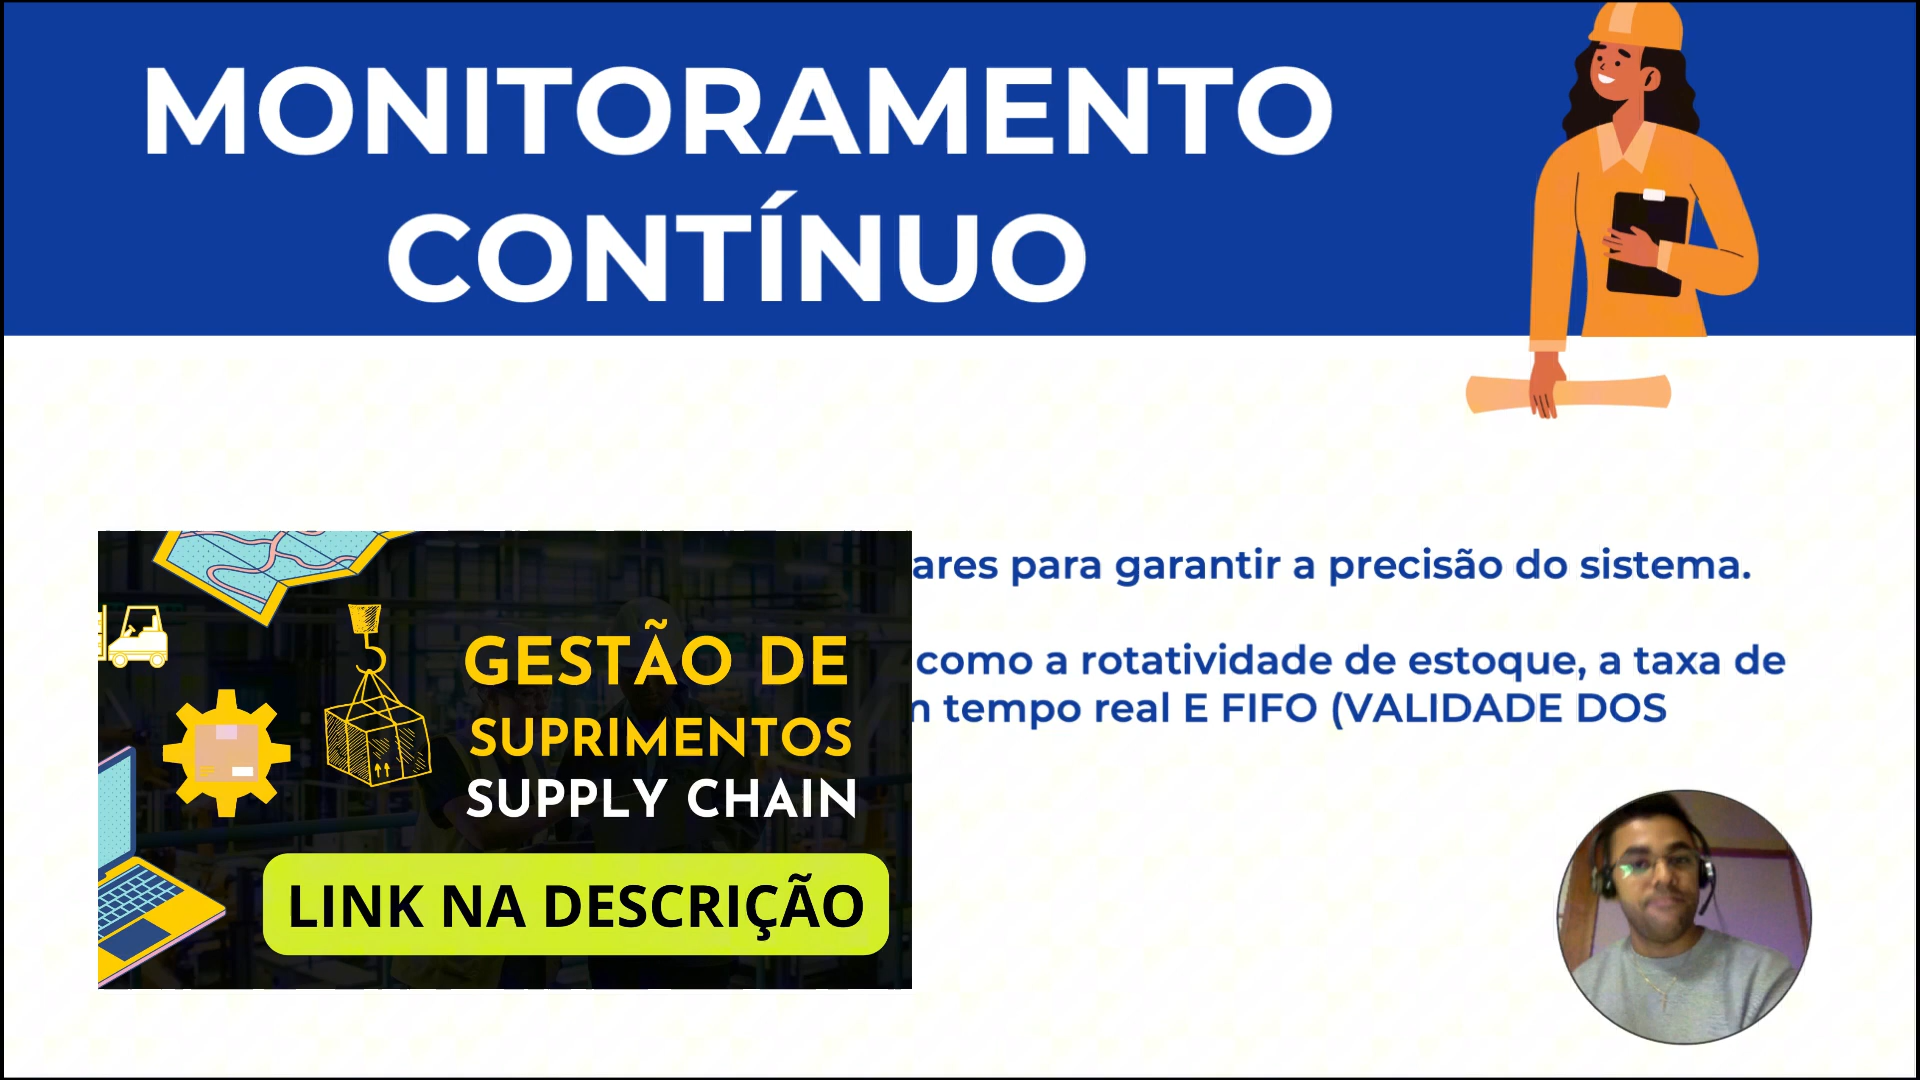 MONITORAMENTO
CONTÍNUO
ares para garantir a precisão do sistema.
como a rotatividade de estoque, a taxa de
tempo real E FIFO (VALIDADE DOS
GESTÃO DE
SUPRIMENTOS
SUPPLY CHAIN
LINK NA DESCRIÇÃO